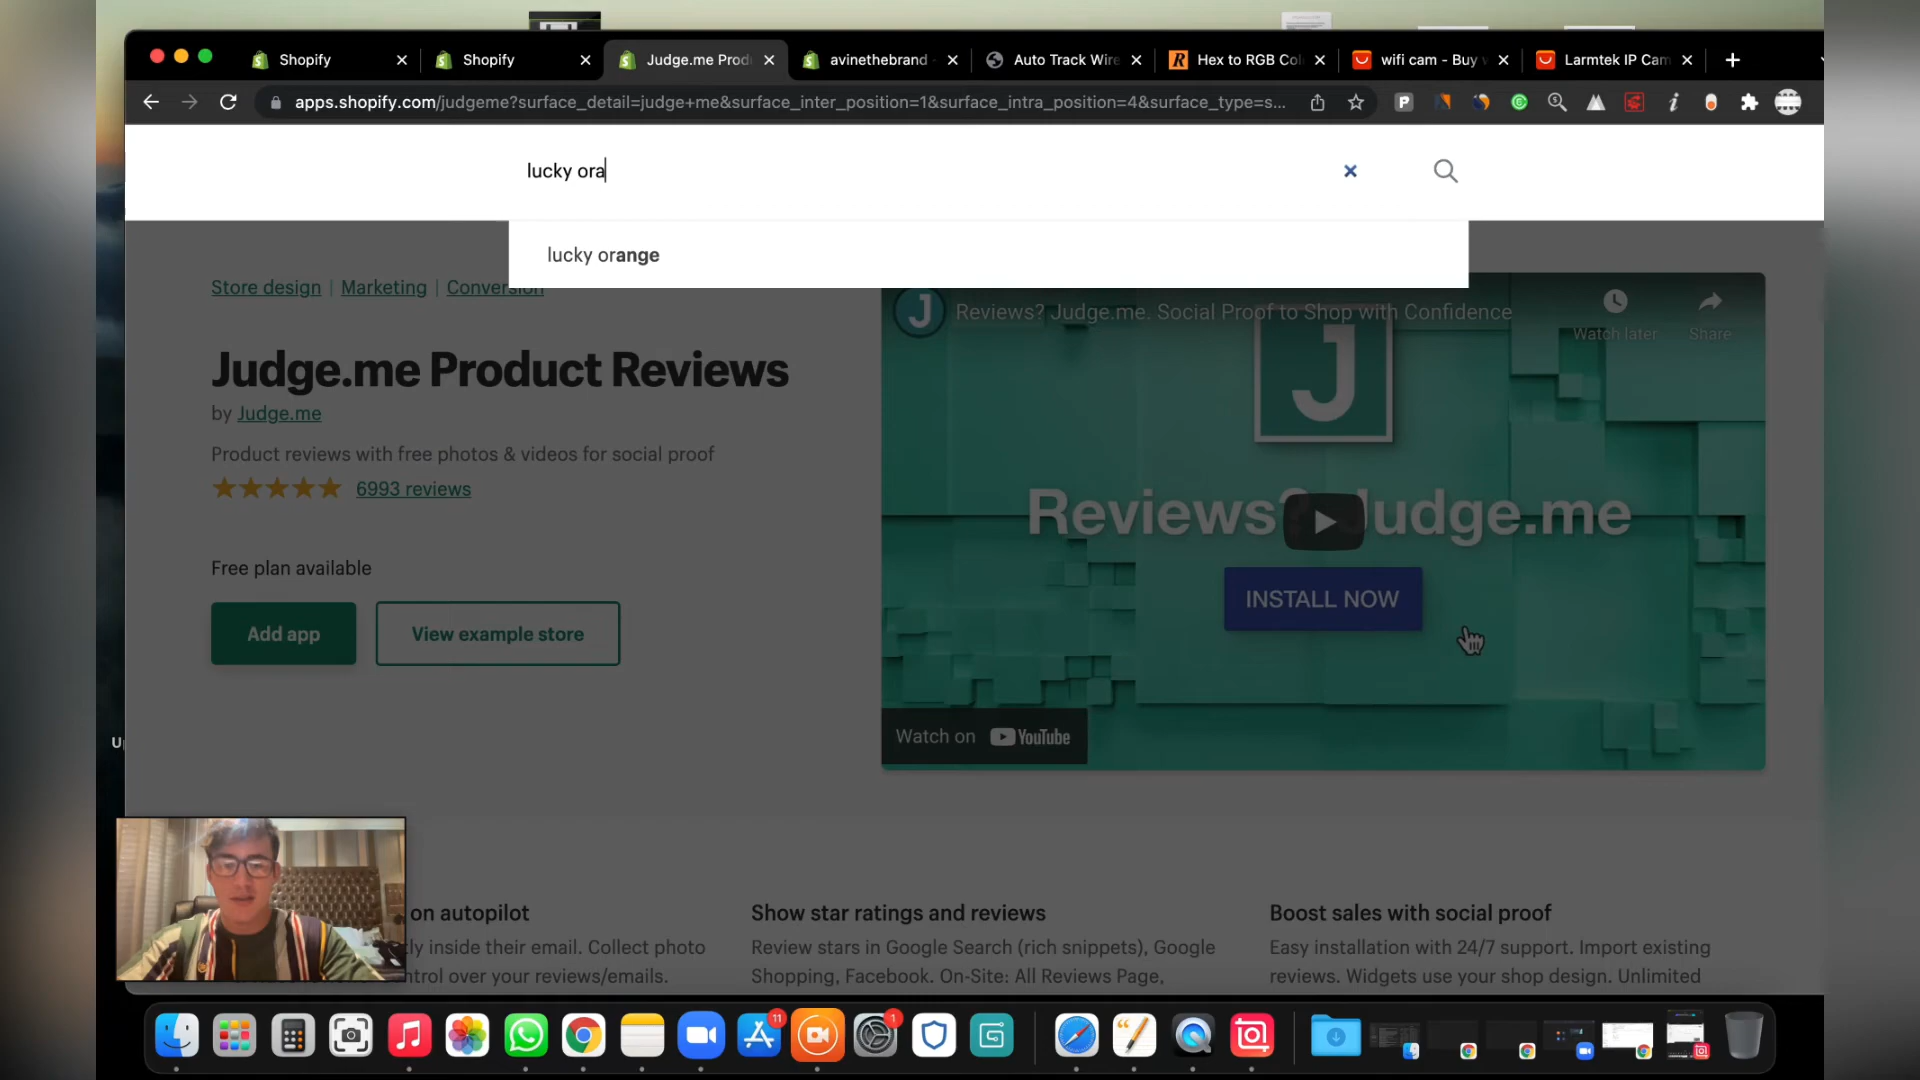 Shopify
Shopify
Judge.me Prod
avinethebrand -
Auto Track Wire
Hex to RGB Col
wifi cam - Buy w
Larmtek IP Cam
apps.shopify.com/judgeme?surface_detail=judge+me&surface_inter_position=1&surface_intra_position=4&surface_type=s...
lucky ora
lucky orange
Store design | Marketing | Conversion
Judge.me Product Reviews
by Judge.me
Product reviews with free photos & videos for social proof
6993 reviews
Free plan available
Add app
View example store
J
Reviews? Judge.me. Social Proof to Shop with Confidence
Watch later
Share
J
Reviews? Judge.me
INSTALL NOW
Watch on YouTube
on autopilot
tly inside their email. Collect photo
ntrol over your reviews/emails.
Show star ratings and reviews
Review stars in Google Search (rich snippets), Google
Shopping, Facebook. On-Site: All Reviews Page,
Boost sales with social proof
Easy installation with 24/7 support. Import existing
reviews. Widgets use your shop design. Unlimited
11
1